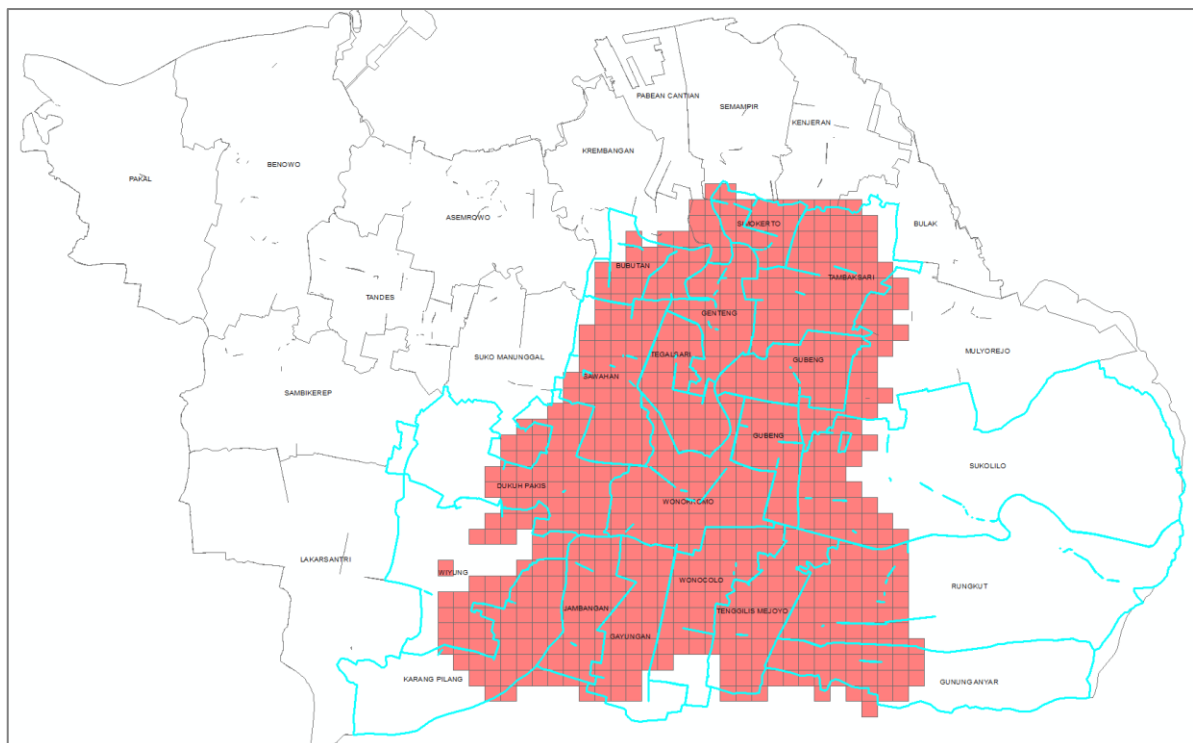 PABEAN CANTIAN
SEMAMPIR
KENJERAN
KREMBANGAN
BENOWO
PAKAL
ASEMROWO
SIMOKERTO
BULAK
BUBUTAN
TAMBAKSARI
TANDES
GENTENG
SUKO MANUNGGAL
TEGALSARI
GUBENG
MULYOREJO
SAWAHAN
SAMBIKEREP
GUBENG
SUKOLILO
DUKUH PAKIS
WONOKROMO
LAKARSANTRI
WIYUNG
WONOCOLO
RUNGKUT
JAMBANGAN
TENGGILIS MEJOYO
GAYUNGAN
KARANG PILANG
GUNUNG ANYAR